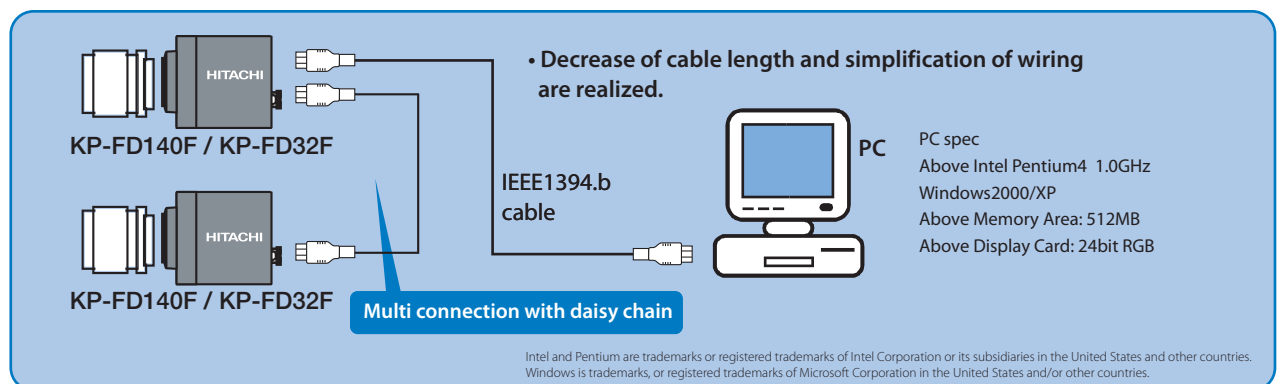 HITACHI
KP-FD140F / KP-FD32F
HITACHI
KP-FD140F / KP-FD32F
Multi connection with daisy chain
IEEE1394.b
cable
• Decrease of cable length and simplification of wiring
are realized.
PC
PC spec
Above Intel Pentium4 1.0GHz
Windows2000/XP
Above Memory Area: 512MB
Above Display Card: 24bit RGB
Intel and Pentium are trademarks or registered trademarks of Intel Corporation or its subsidiaries in the United States and other countries.
Windows is trademarks, or registered trademarks of Microsoft Corporation in the United States and/or other countries.